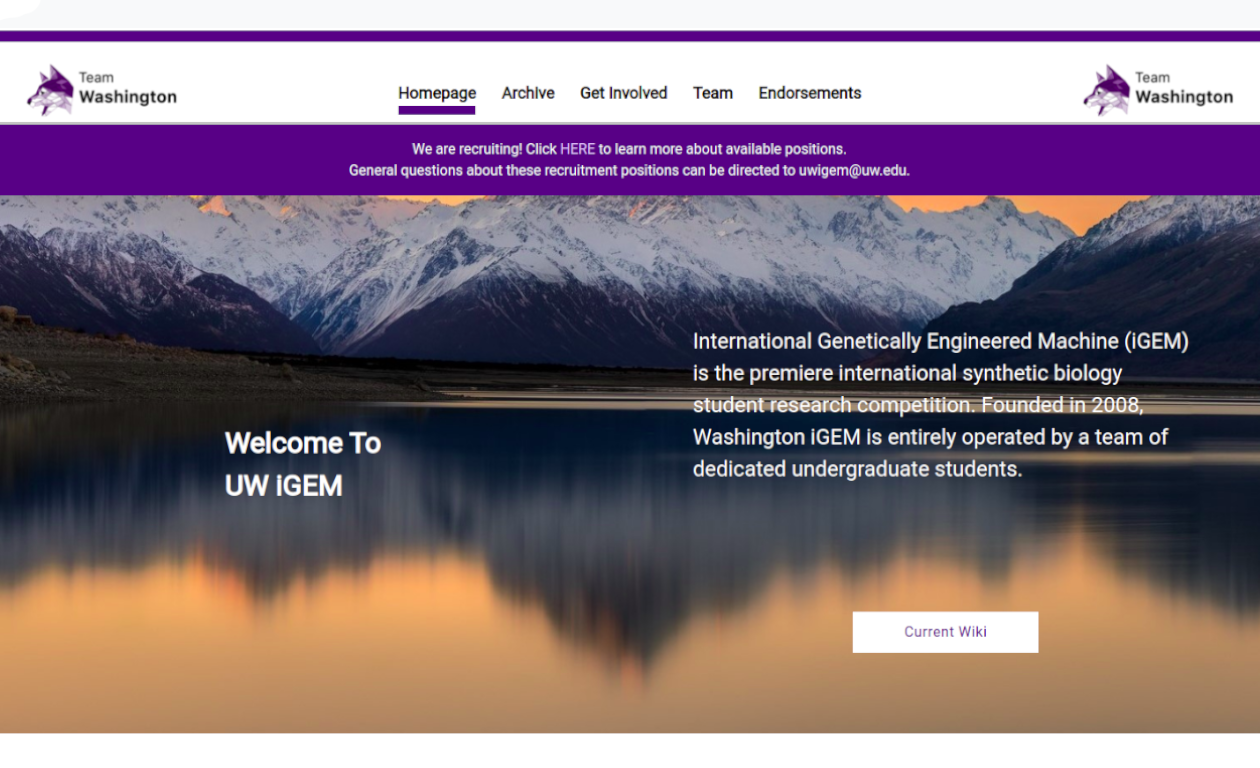 Team
Washington
Homepage Archive Get Involved Team Endorsements
Team
Washington
We are recruiting! Click HERE to learn more about available positions.
General questions about these recruitment positions can be directed to uwigem@uw.edu.
Welcome To
UW iGEM
International Genetically Engineered Machine (iGEM)
is the premiere international synthetic biology
student research competition. Founded in 2008,
Washington iGEM is entirely operated by a team of
dedicated undergraduate students.
Current Wiki